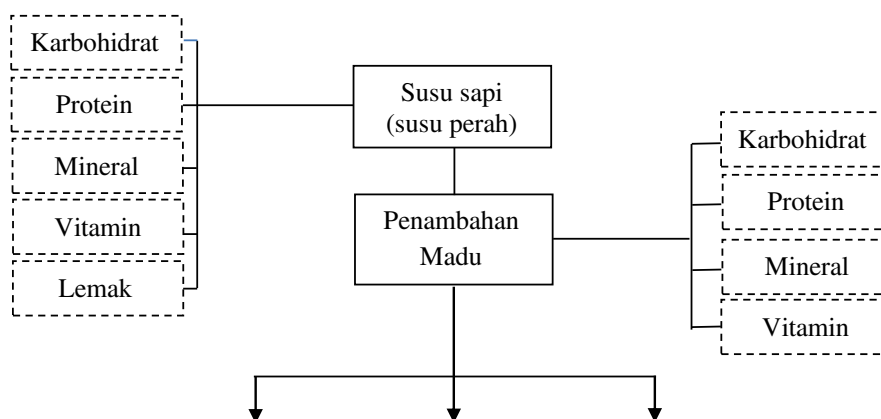 Karbohidrat
Protein
Mineral
Vitamin
Lemak
Susu sapi
(susu perah)
Penambahan
Madu
Karbohidrat
Protein
Mineral
Vitamin